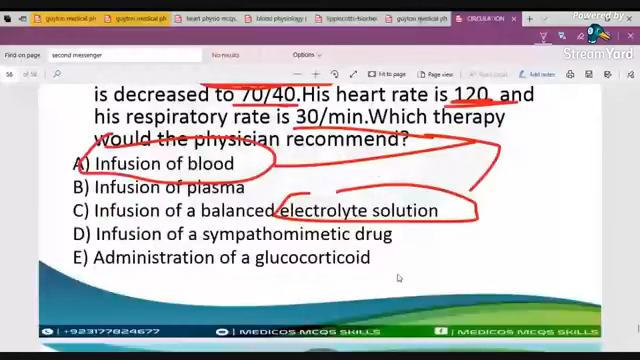 guyton medical ph
guyton medical ph
heart physio mcqs.
blood physiology
lippincotts-bioche
guyton medical ph
CIRCULATION
Powered by
StreamYard
Find on page
second messenger
No results
Options
56 of 58
Fit to page
Page view
Add notes
is decreased to 70/40.His heart rate is 120, and
his respiratory rate is 30/min.Which therapy
would the physician recommend?
A) Infusion of blood
B) Infusion of plasma
C) Infusion of a balanced electrolyte solution
D) Infusion of a sympathomimetic drug
E) Administration of a glucocorticoid
+923177824677
MEDICOS MCQS SKILLS
MEDICOS MCQS SKILLS